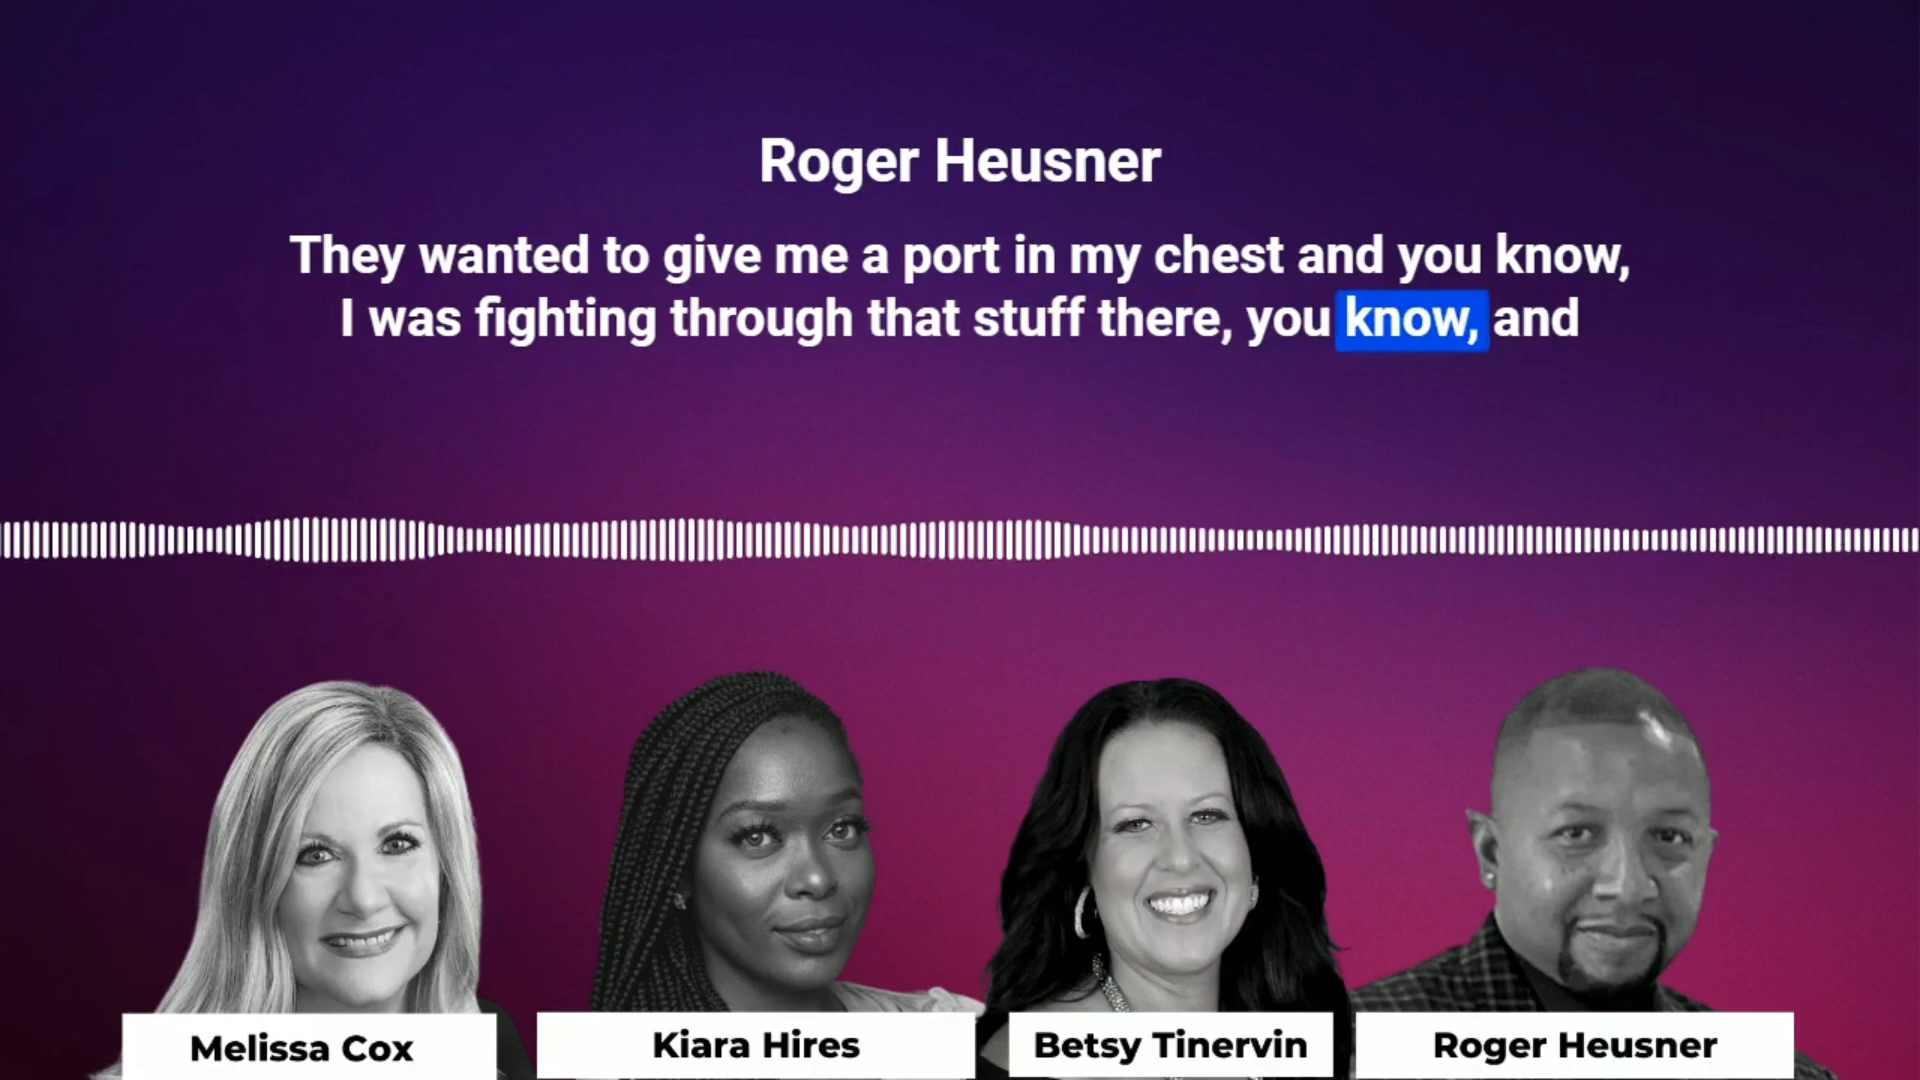 Roger Heusner
They wanted to give me a port in my chest and you know,
I was fighting through that stuff there, you know, and
Melissa Cox
Kiara Hires
Betsy Tinervin
Roger Heusner